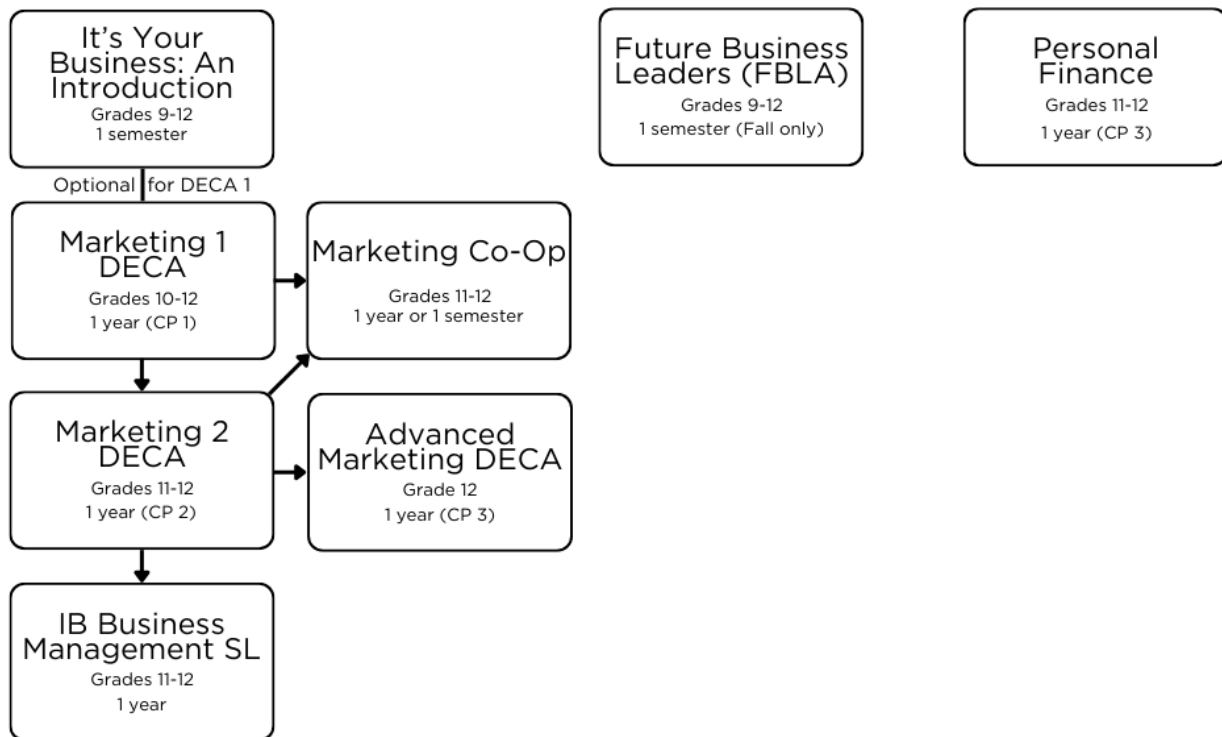 It's Your
Business: An
Introduction
Grades 9-12
1 semester
Future Business
Leaders (FBLA)
Grades 9-12
1 semester (Fall only)
Personal
Finance
Grades 11-12
1 year (CP 3)
Optional for DECA 1
Marketing 1
DECA
Grades 10-12
1 year (CP 1)
Marketing Co-Op
Grades 11-12
1 year or 1 semester
Marketing 2
DECA
Grades 11-12
1 year (CP 2)
Advanced
Marketing DECA
Grade 12
1 year (CP 3)
IB Business
Management SL
Grades 11-12
1 year